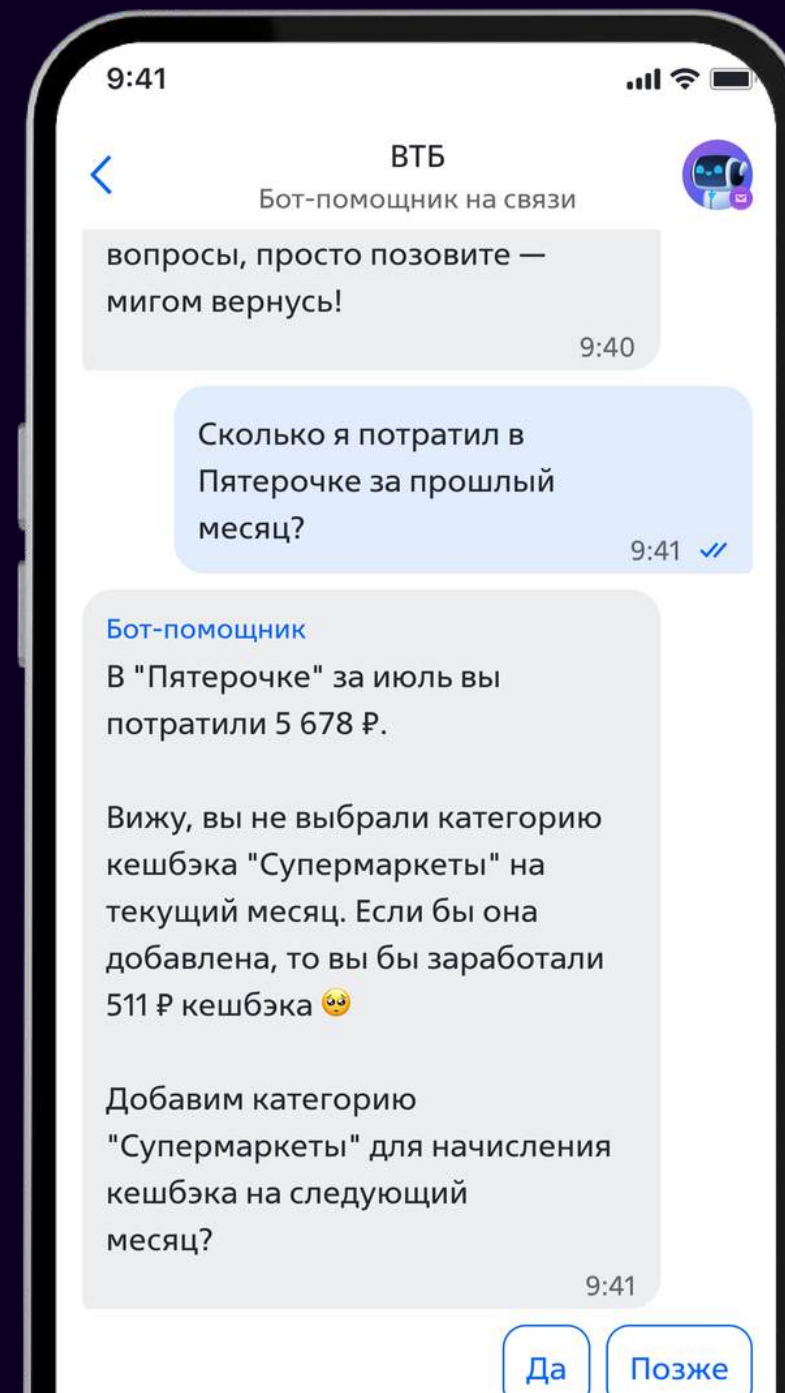 9:41
ВТБ
Бот-помощник на связи
вопросы, просто позовите —
мигом вернусь!
9:40
Сколько я потратил в
Пятерочке за прошлый
месяц?
9:41
Бот-помощник
В "Пятерочке" за июль вы
потратили 5 678 ₽.
Вижу, вы не выбрали категорию
кешбэка "Супермаркеты" на
текущий месяц. Если бы она
добавлена, то вы бы заработали
511 ₽ кешбэка 🥺
Добавим категорию
"Супермаркеты" для начисления
кешбэка на следующий
месяц?
9:41
Да
Позже